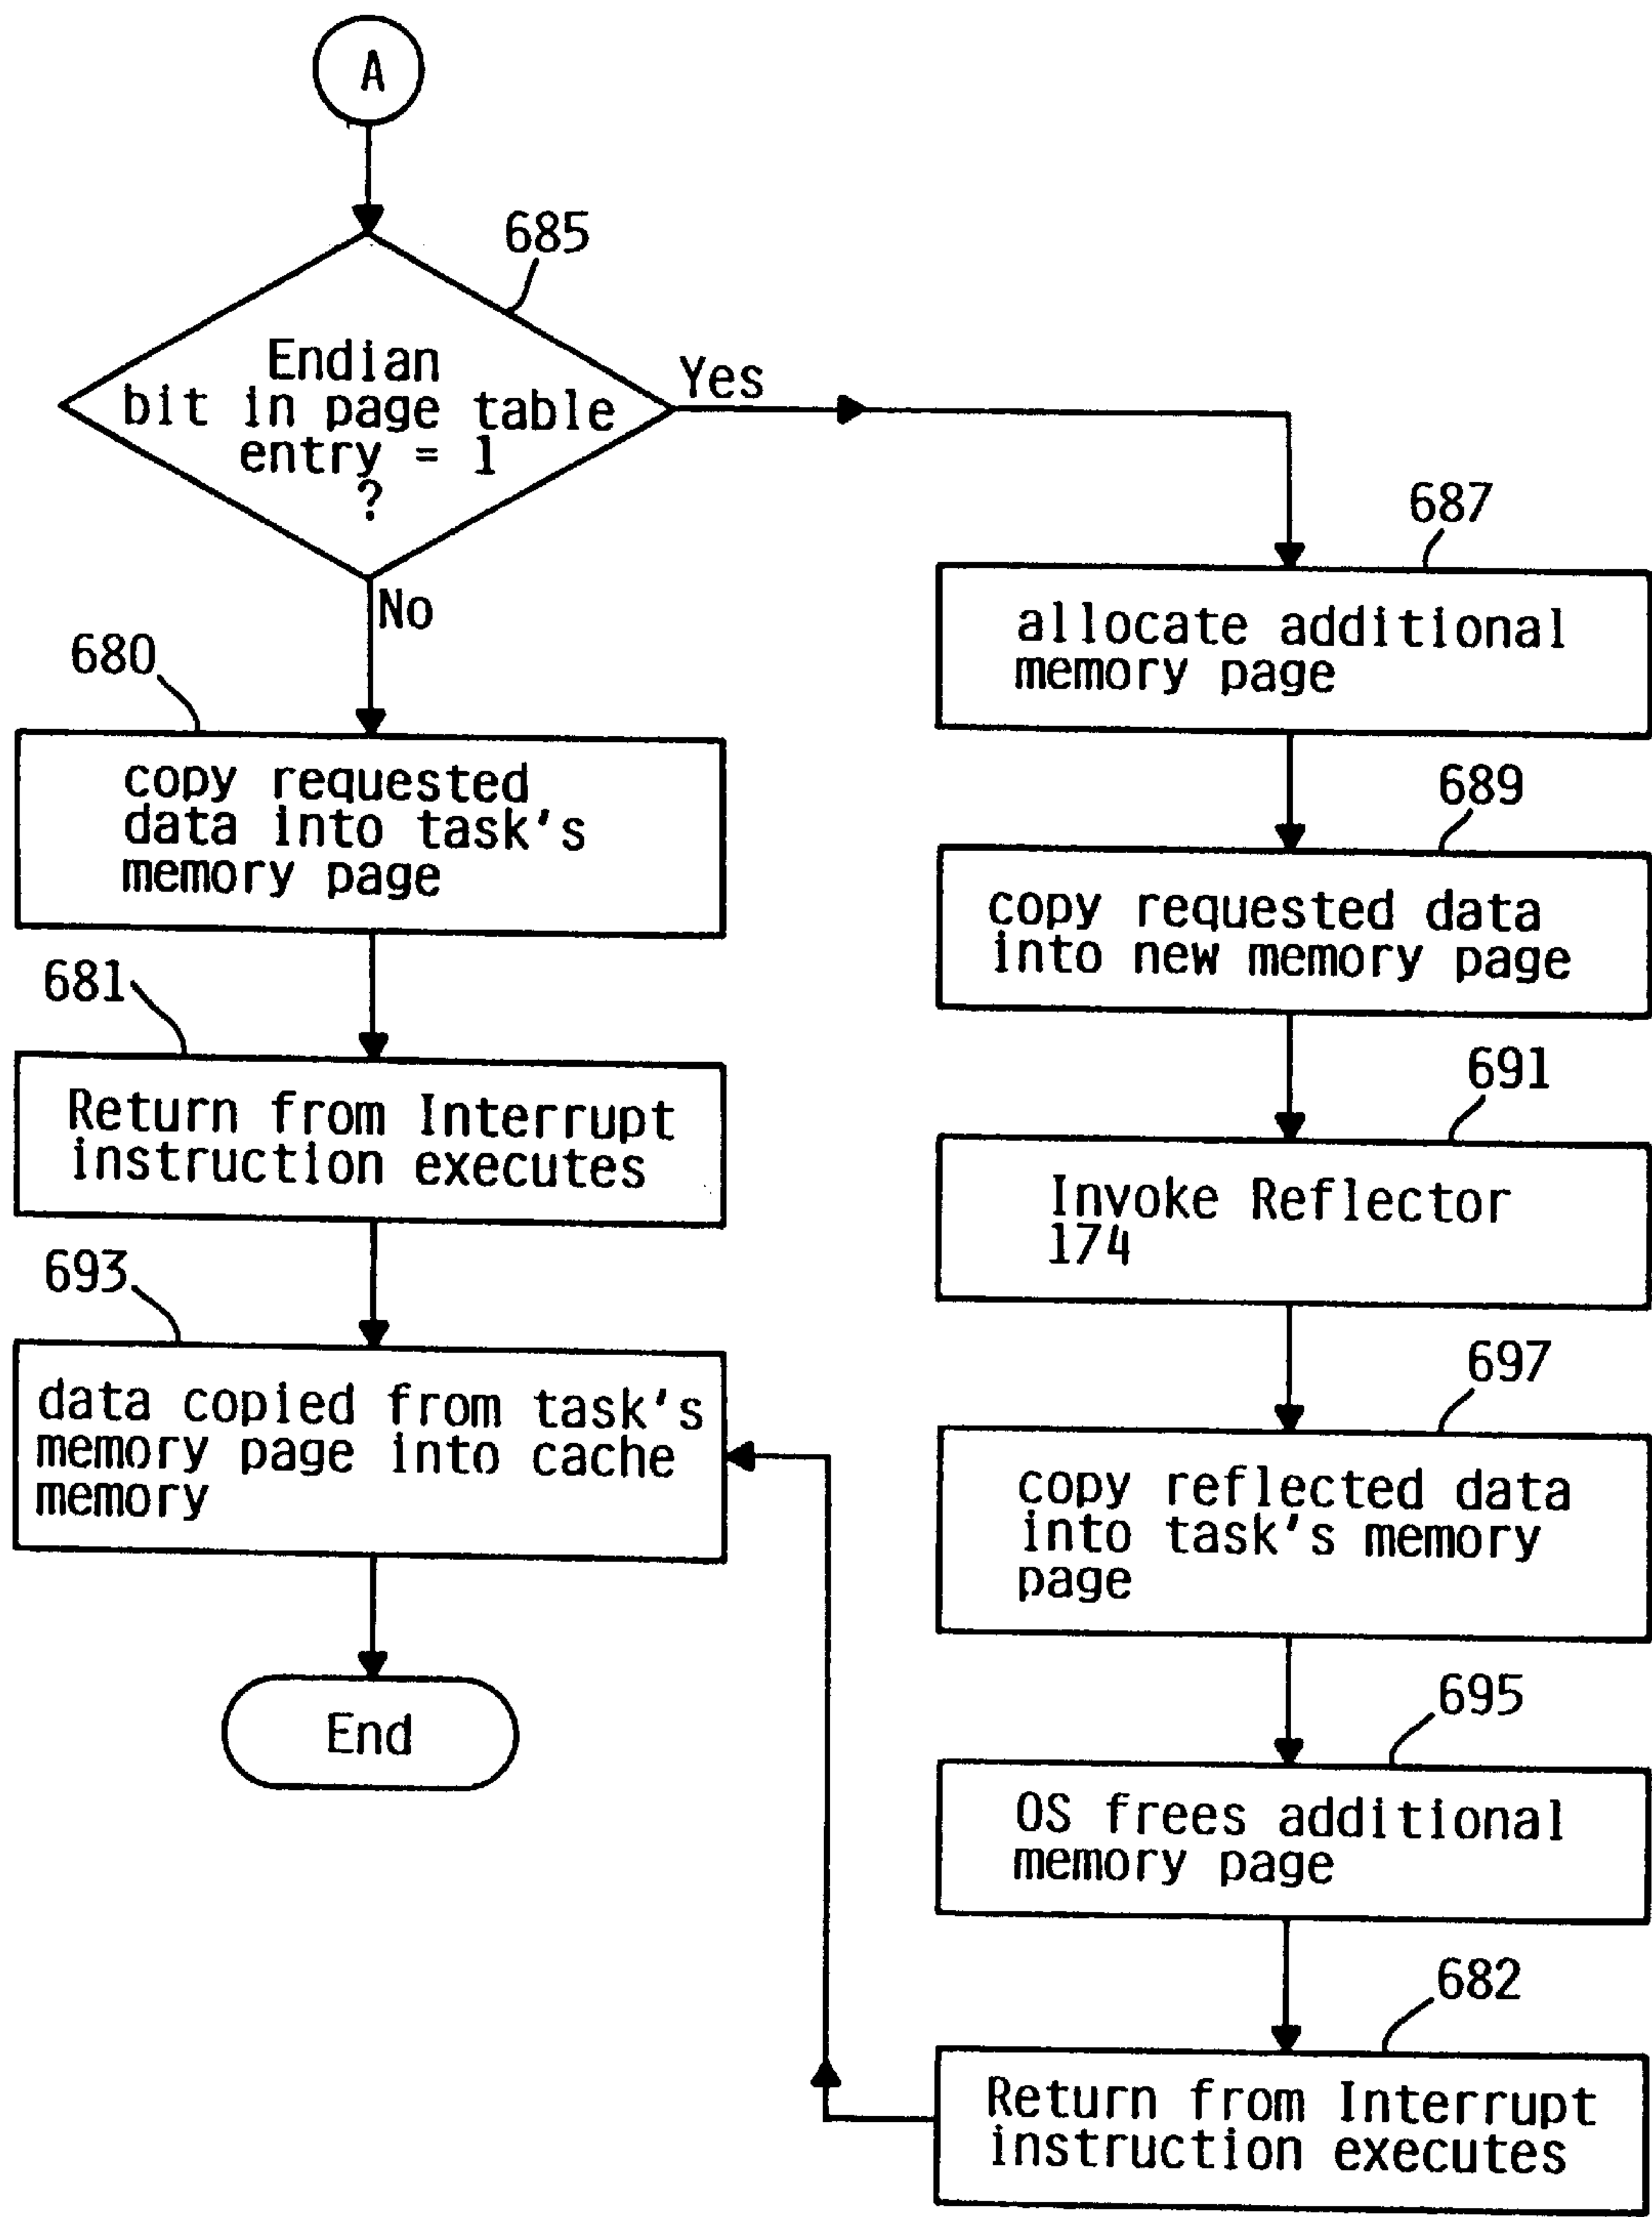 A
685
Endian
bit in page table
entry = 1
?
Yes
No
680
copy requested
data into task's
memory page
681
Return from Interrupt
instruction executes
693
data copied from task's
memory page into cache
memory
End
687
allocate additional
memory page
689
copy requested data
into new memory page
691
Invoke Reflector
174
697
copy reflected data
into task's memory
page
695
OS frees additional
memory page
682
Return from Interrupt
instruction executes